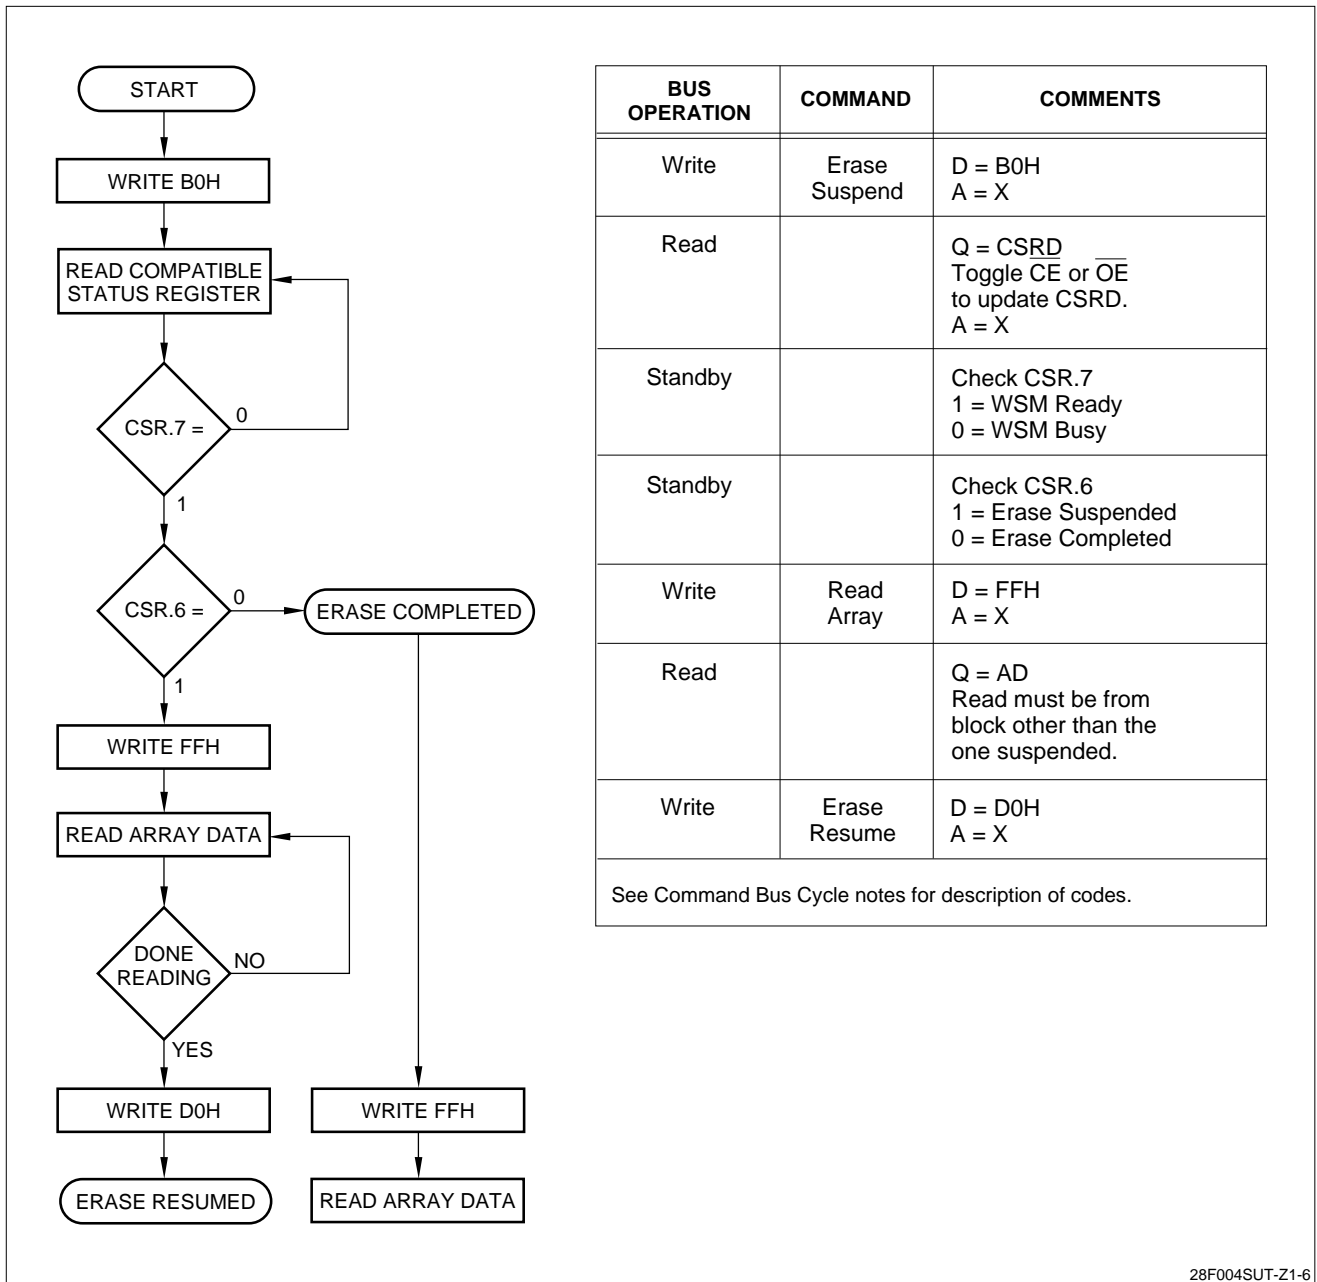 START
WRITE B0H
READ COMPATIBLE
STATUS REGISTER
CSR.7 =
0
1
CSR.6 =
0
ERASE COMPLETED
1
WRITE FFH
READ ARRAY DATA
DONE
READING
NO
YES
WRITE D0H
ERASE RESUMED
WRITE FFH
READ ARRAY DATA
BUS
OPERATION
COMMAND
COMMENTS
Write
Erase
Suspend
D = B0H
A = X
Read
Q = CSRD
Toggle C̅E̅ or O̅E̅
to update CSRD.
A = X
Standby
Check CSR.7
1 = WSM Ready
0 = WSM Busy
Standby
Check CSR.6
1 = Erase Suspended
0 = Erase Completed
Write
Read
Array
D = FFH
A = X
Read
Q = AD
Read must be from
block other than the
one suspended.
Write
Erase
Resume
D = D0H
A = X
See Command Bus Cycle notes for description of codes.
28F004SUT-Z1-6